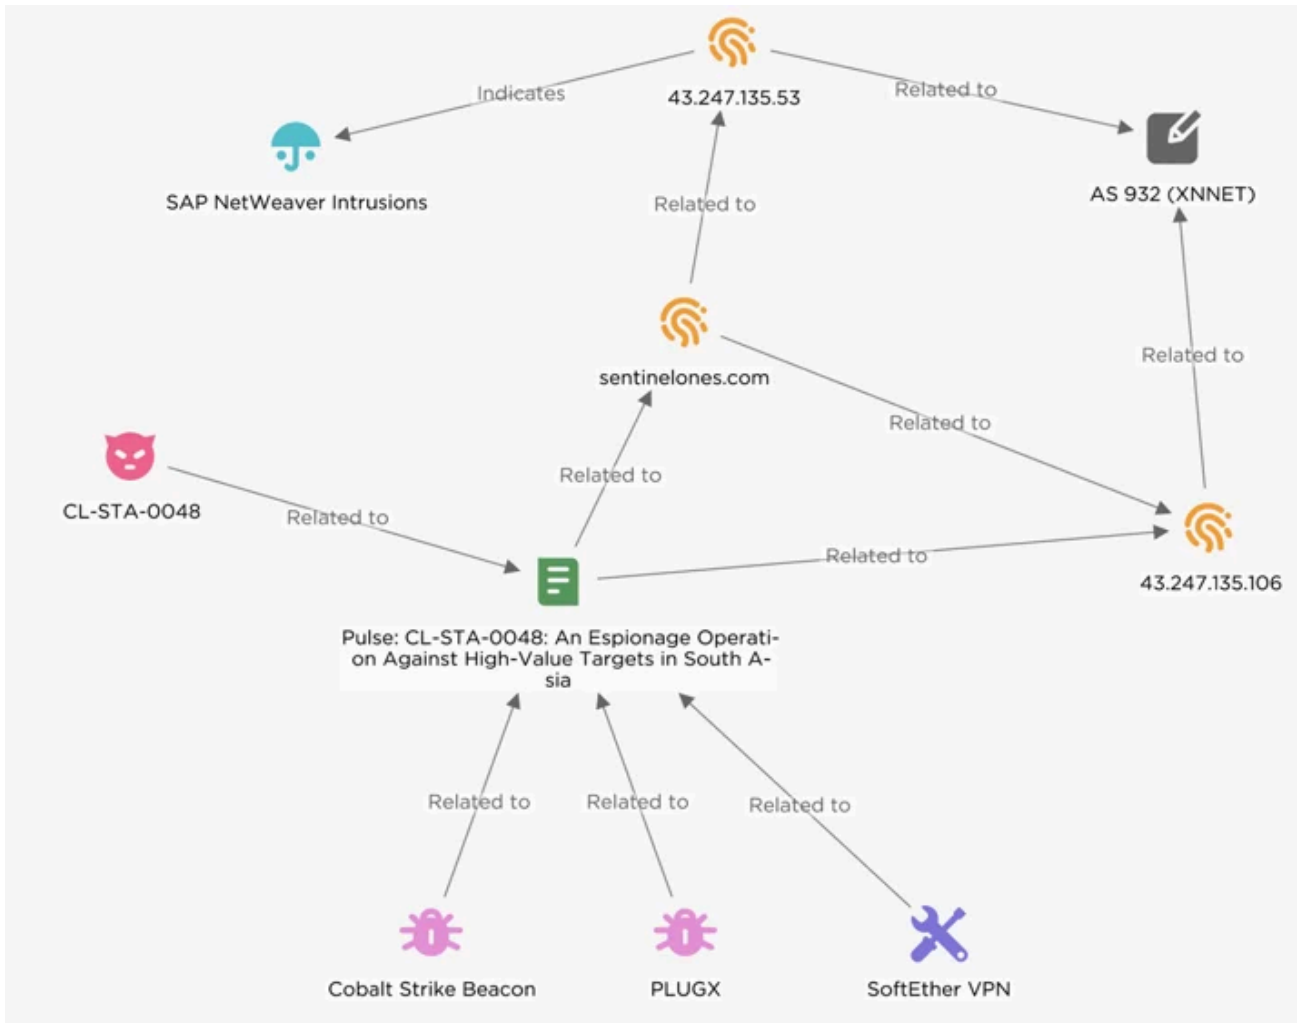 43.247.135.53
Indicates
Related to
SAP NetWeaver Intrusions
AS 932 (XNNET)
Related to
sentinelones.com
Related to
Related to
CL-STA-0048
Related to
Related to
Related to
43.247.135.106
Pulse: CL-STA-0048: An Espionage Operati-
on Against High-Value Targets in South A-
sia
Related to
Related to
Related to
Cobalt Strike Beacon
PLUGX
SoftEther VPN